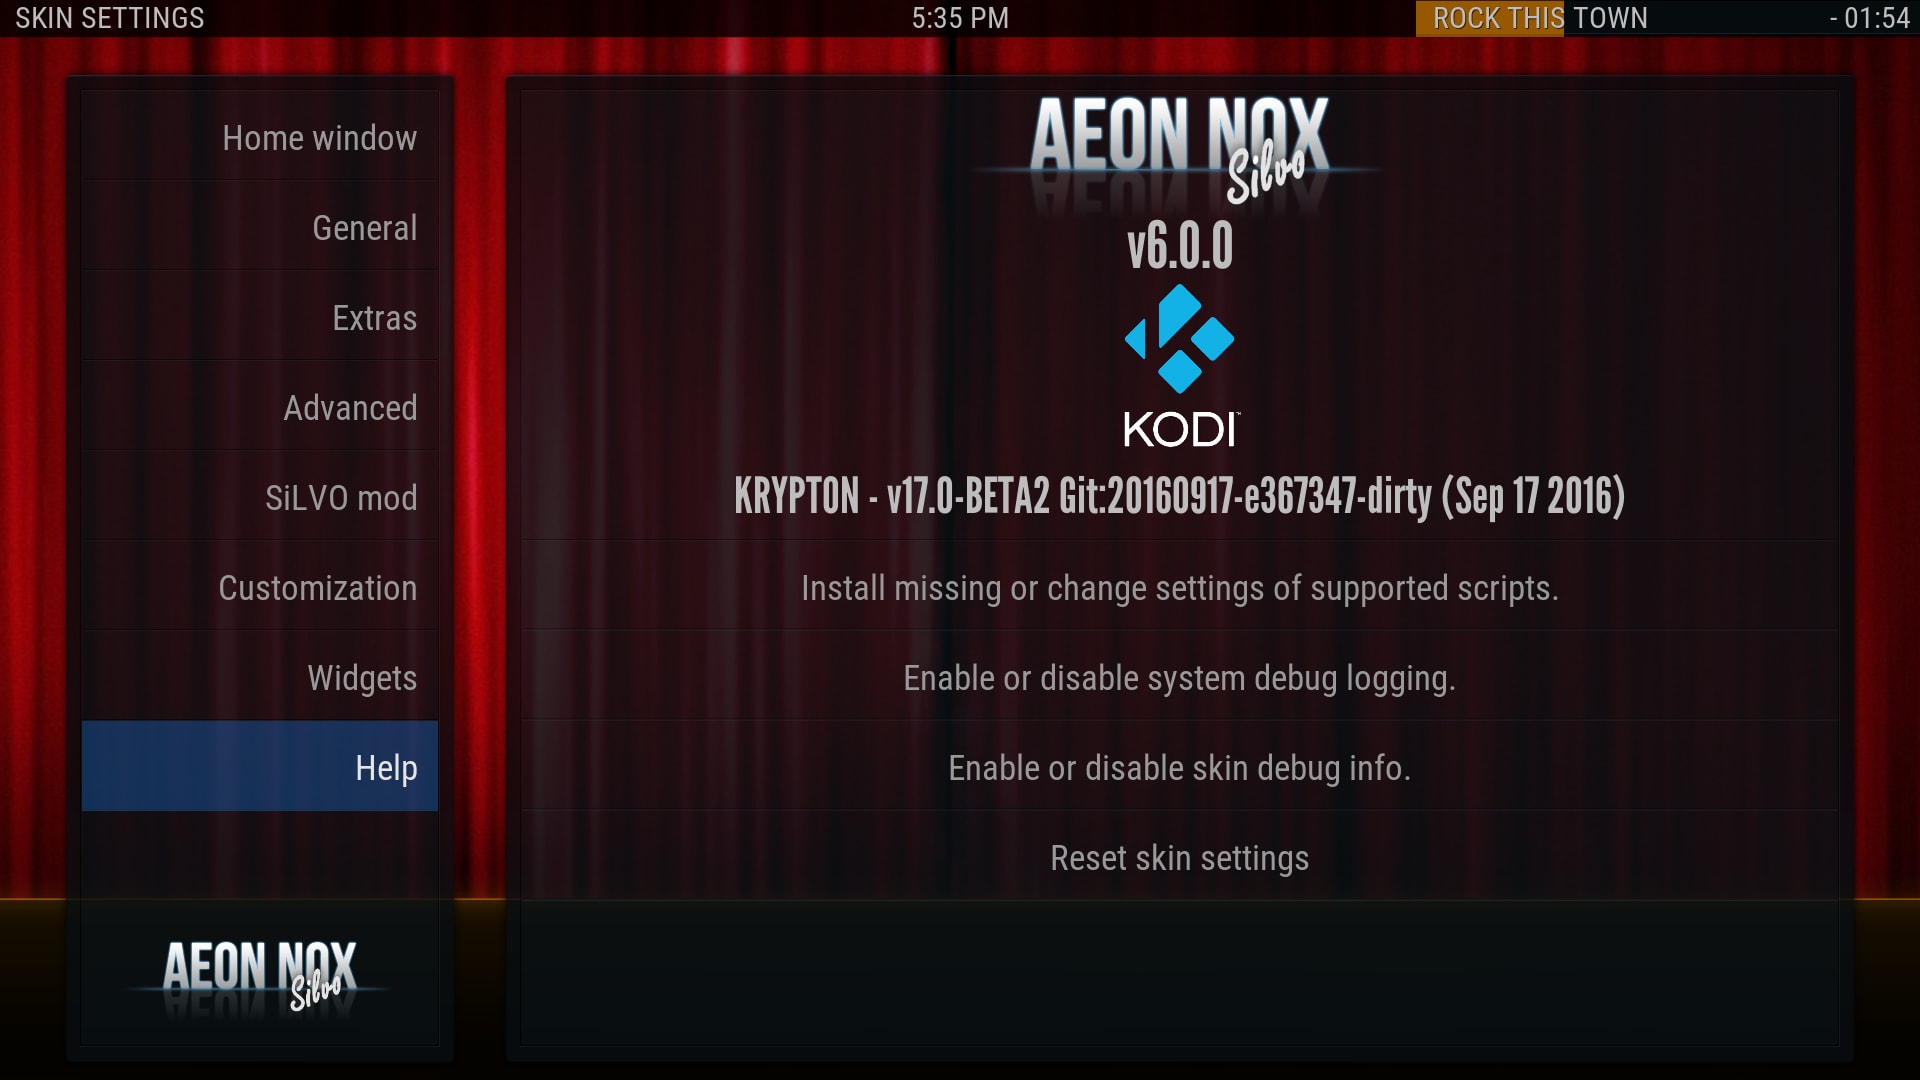 SKIN SETTINGS
5:35 PM
ROCK THIS TOWN
- 01:54
Home window
General
Extras
Advanced
SiLVO mod
Customization
Widgets
Help
AEON NOX
Silvo
AEON NOX
Silvo
v6.0.0
KODI™
KRYPTON - v17.0-BETA2 Git:20160917-e367347-dirty (Sep 17 2016)
Install missing or change settings of supported scripts.
Enable or disable system debug logging.
Enable or disable skin debug info.
Reset skin settings